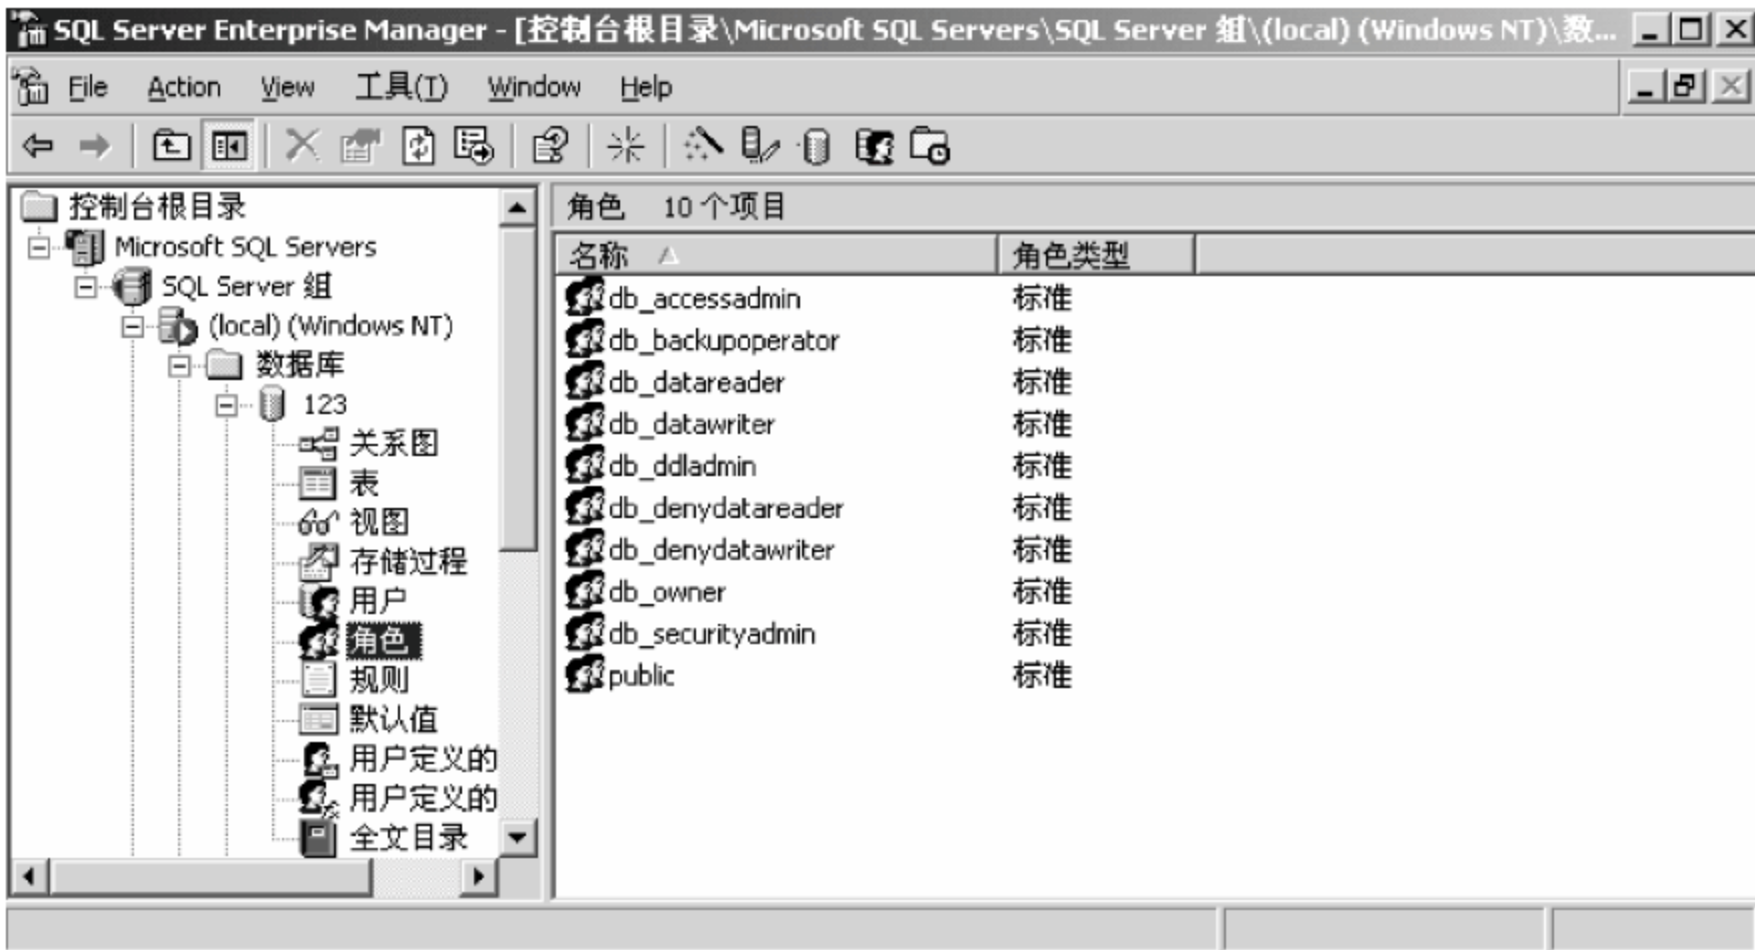 SQL Server Enterprise Manager - [控制台根目录\Microsoft SQL Servers\SQL Server 组\(local) (Windows NT)\数...
File Action View 工具(T) Window Help
控制台根目录
Microsoft SQL Servers
SQL Server 组
(local) (Windows NT)
数据库
123
关系图
表
视图
存储过程
用户
角色
规则
默认值
用户定义的
用户定义的
全文目录
角色 10 个项目
名称 角色类型
db_accessadmin 标准
db_backupoperator 标准
db_datareader 标准
db_datawriter 标准
db_ddladmin 标准
db_denydatareader 标准
db_denydatawriter 标准
db_owner 标准
db_securityadmin 标准
public 标准